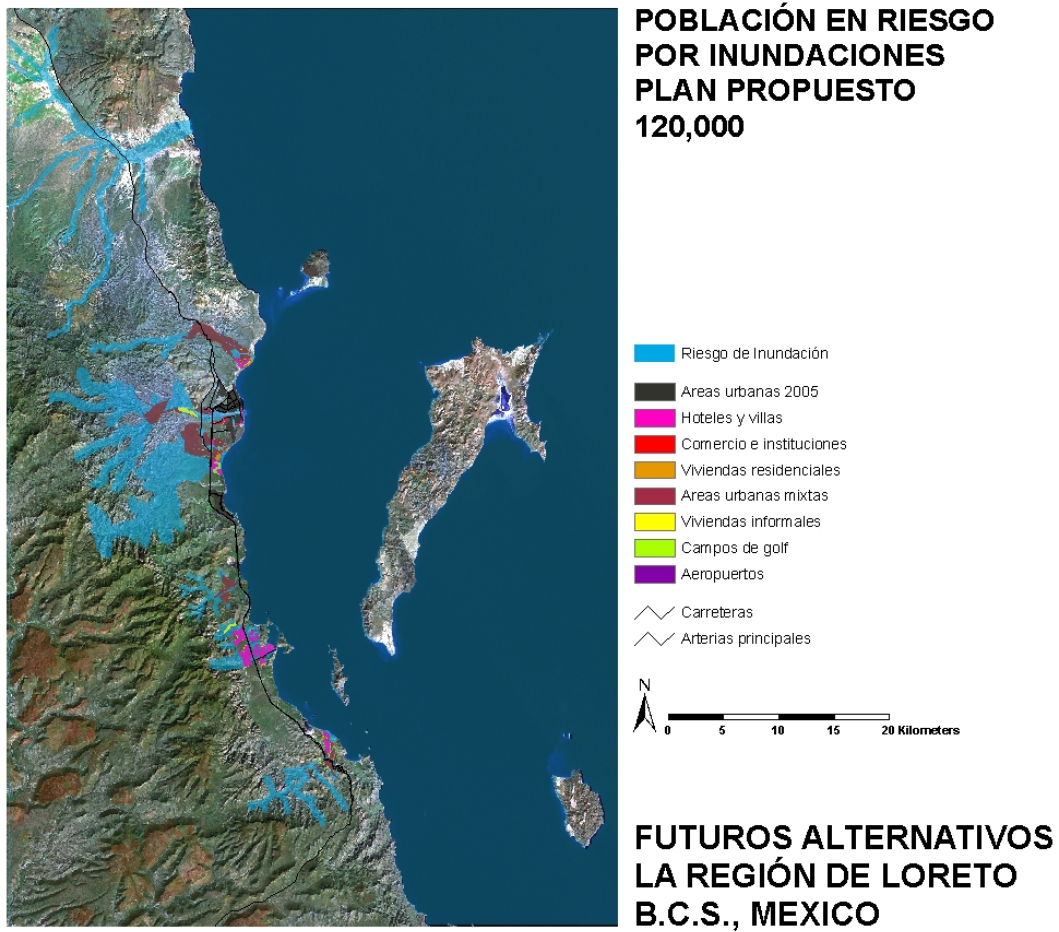 POBLACIÓN EN RIESGO
POR INUNDACIONES
PLAN PROPUESTO
120,000
Riesgo de Inundación
Areas urbanas 2005
Hoteles y villas
Comercio e instituciones
Viviendas residenciales
Areas urbanas mixtas
Viviendas informales
Campos de golf
Aeropuertos
Carreteras
Arterias principales
N
0 5 10 15 20 Kilometers
FUTUROS ALTERNATIVOS
LA REGIÓN DE LORETO
B.C.S., MEXICO